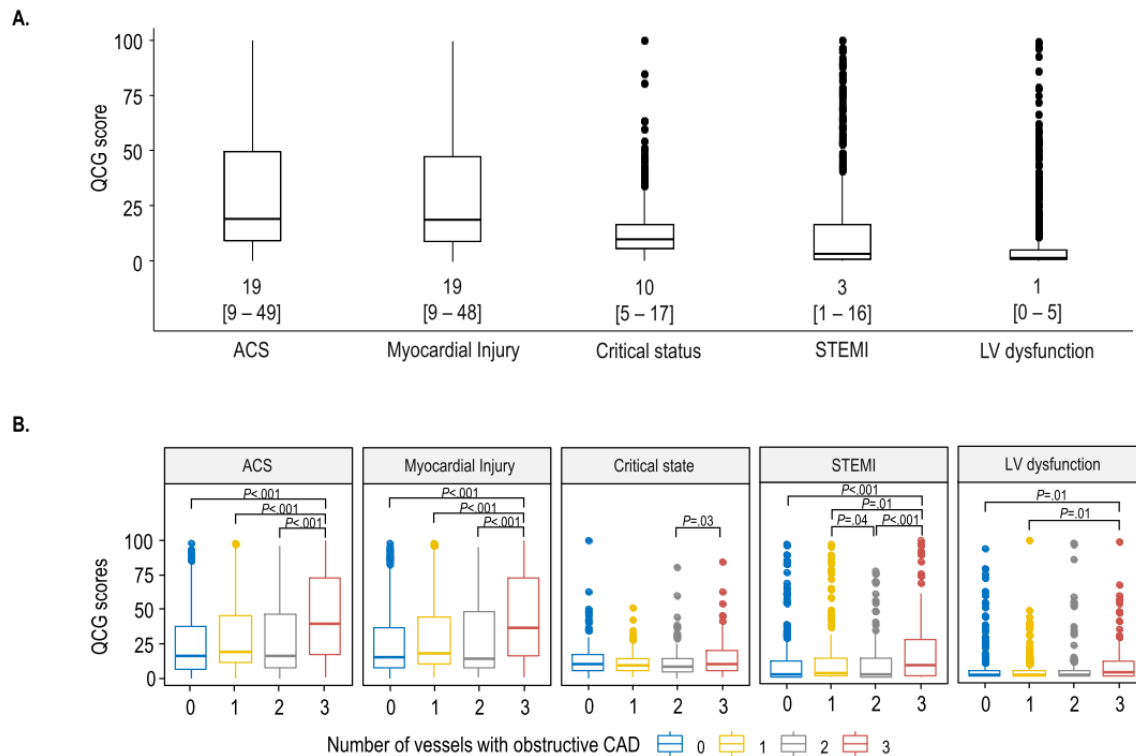 A.
100
75
50
25
0
QCG score
19
19
10
3
1
[9 – 49]
[9 – 48]
[5 – 17]
[1 – 16]
[0 – 5]
ACS
Myocardial Injury
Critical status
STEMI
LV dysfunction
B.
ACS
Myocardial Injury
Critical state
STEMI
LV dysfunction
P<.001
P<.001
P<.001
P<.001
P<.001
P<.001
P=.03
P<.001
P=.01
P=.04
P<.001
P=.01
P=.01
100
75
50
25
0
QCG scores
0 1 2 3
0 1 2 3
0 1 2 3
0 1 2 3
0 1 2 3
Number of vessels with obstructive CAD 0 1 2 3